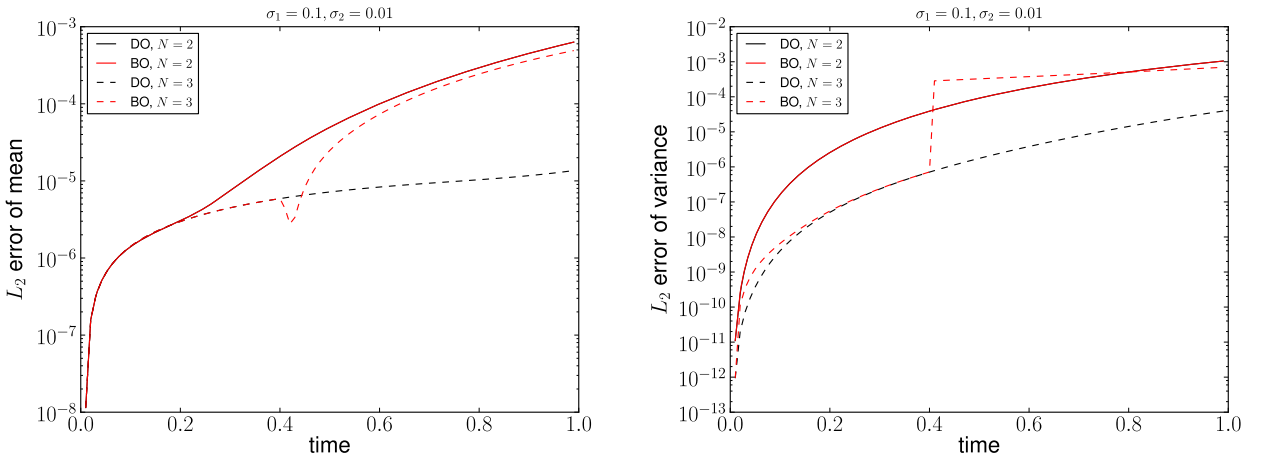 σ₁ = 0.1, σ₂ = 0.01
10⁻³
10⁻⁴
10⁻⁵
10⁻⁶
10⁻⁷
10⁻⁸
L₂ error of mean
DO, N = 2
BO, N = 2
DO, N = 3
BO, N = 3
0.0 0.2 0.4 0.6 0.8 1.0
time
σ₁ = 0.1, σ₂ = 0.01
10⁻²
10⁻³
10⁻⁴
10⁻⁵
10⁻⁶
10⁻⁷
10⁻⁸
10⁻⁹
10⁻¹⁰
10⁻¹¹
10⁻¹²
10⁻¹³
L₂ error of variance
DO, N = 2
BO, N = 2
DO, N = 3
BO, N = 3
0.0 0.2 0.4 0.6 0.8 1.0
time